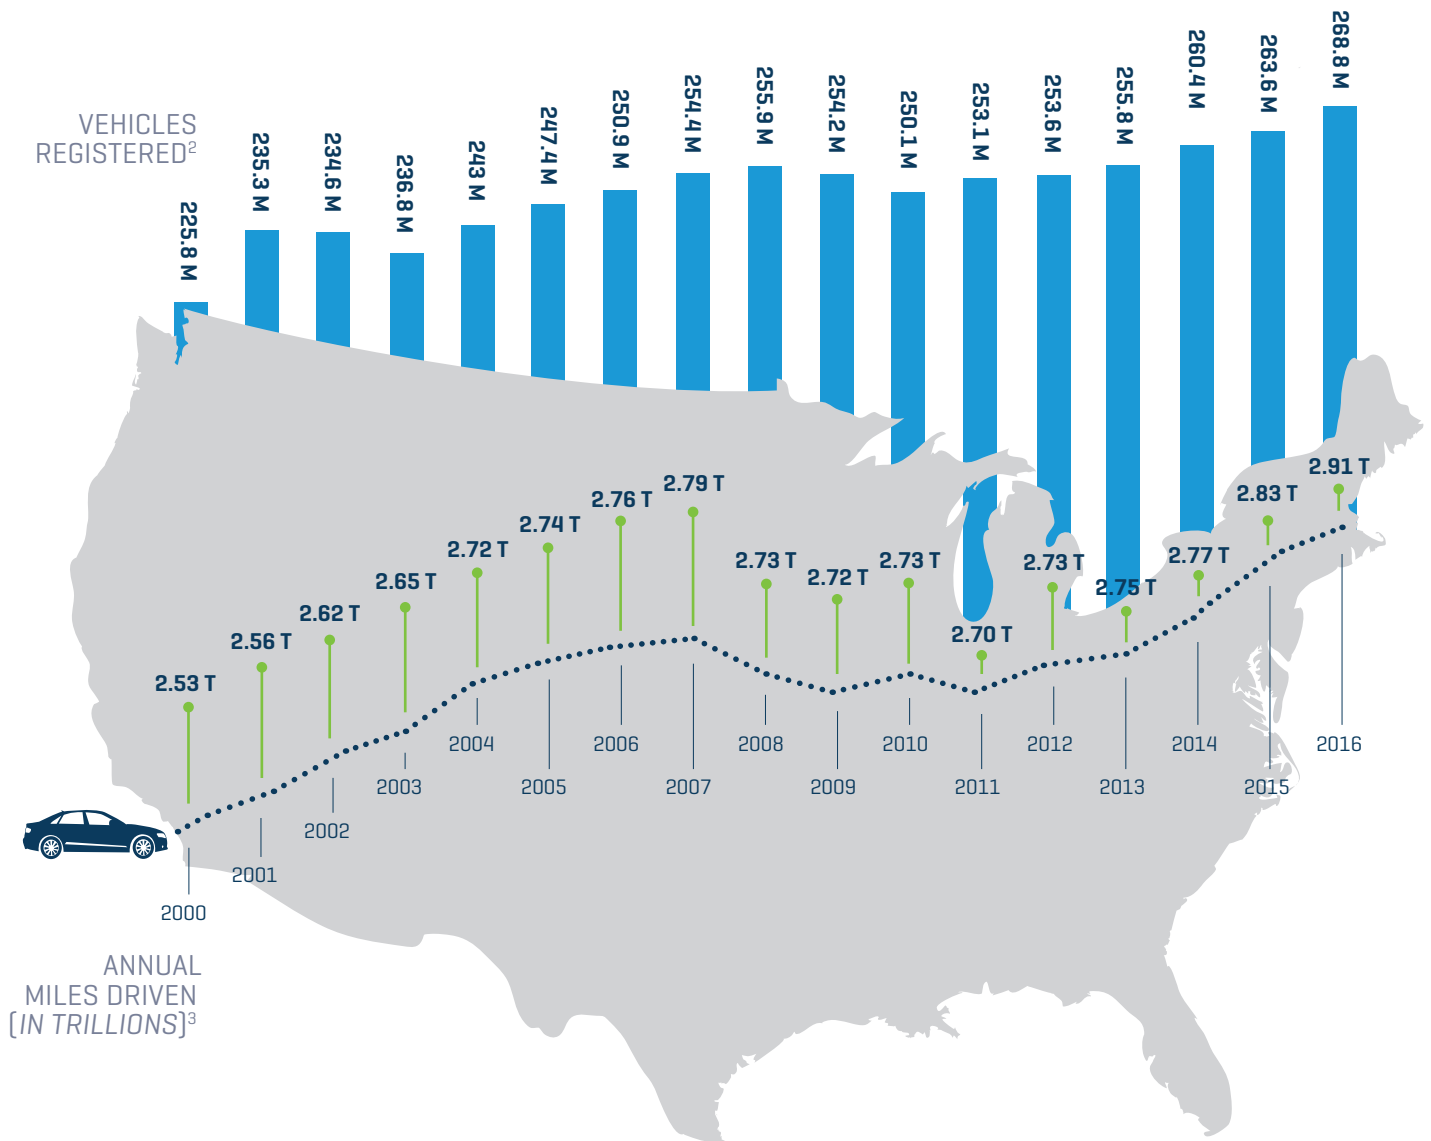 VEHICLES
REGISTERED2
225.8 M
235.3 M
234.6 M
236.8 M
243 M
247.4 M
250.9 M
254.4 M
255.9 M
254.2 M
250.1 M
253.1 M
253.6 M
255.8 M
260.4 M
263.6 M
268.8 M
2.53 T
2.56 T
2.62 T
2.65 T
2.72 T
2.74 T
2.76 T
2.79 T
2.73 T
2.72 T
2.73 T
2.70 T
2.73 T
2.75 T
2.77 T
2.83 T
2.91 T
2000
2001
2002
2003
2004
2005
2006
2007
2008
2009
2010
2011
2012
2013
2014
2015
2016
ANNUAL
MILES DRIVEN
(IN TRILLIONS)3